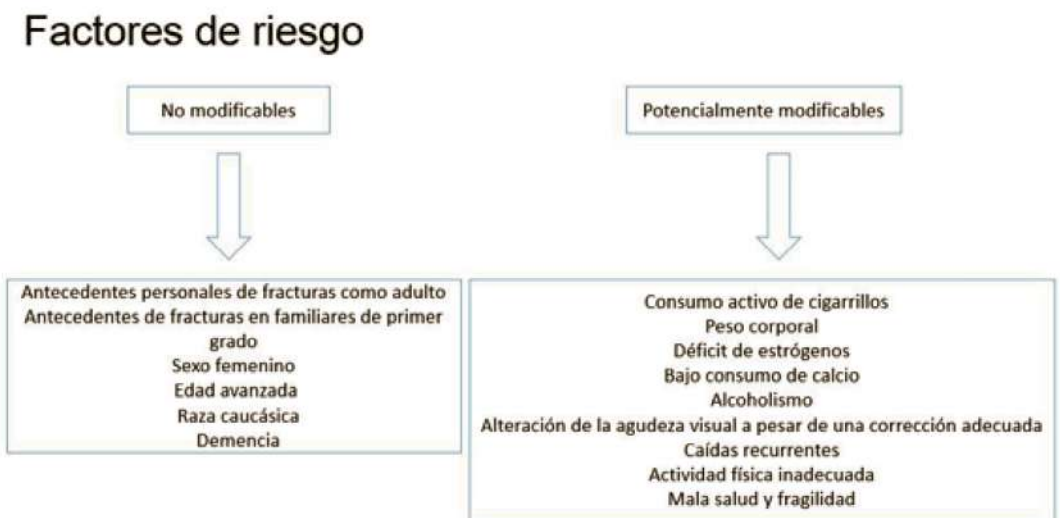 Factores de riesgo
No modificables
Antecedentes personales de fracturas como adulto
Antecedentes de fracturas en familiares de primer
grado
Sexo femenino
Edad avanzada
Raza caucásica
Demencia
Potencialmente modificables
Consumo activo de cigarrillos
Peso corporal
Déficit de estrógenos
Bajo consumo de calcio
Alcoholismo
Alteración de la agudeza visual a pesar de una corrección adecuada
Caídas recurrentes
Actividad física inadecuada
Mala salud y fragilidad